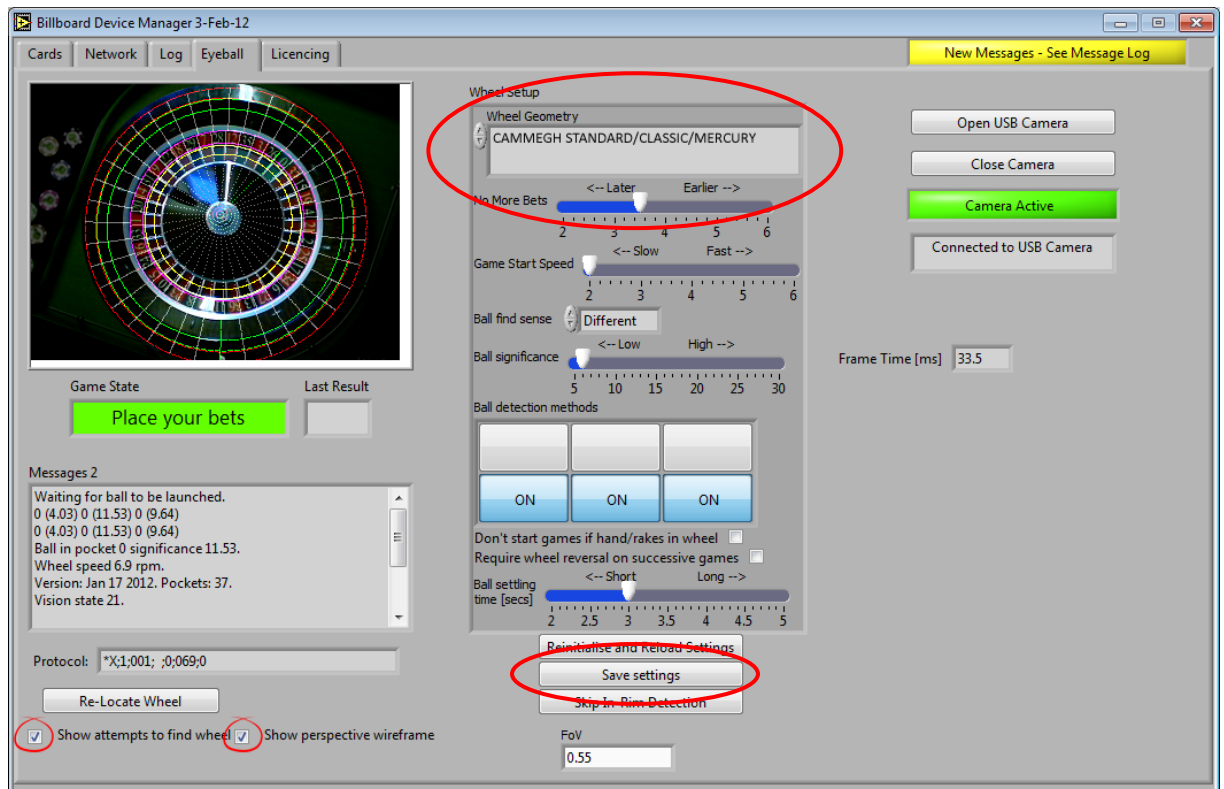 Billboard Device Manager 3-Feb-12
Cards Network Log Eyeball Licencing
New Messages - See Message Log
Wheel Setup
Wheel Geometry
CAMMEGH STANDARD/CLASSIC/MERCURY
<-- Later Earlier -->
No More Bets
2 3 4 5 6
<-- Slow Fast -->
Game Start Speed
2 3 4 5 6
Ball find sense Different
<-- Low High -->
Ball significance
5 10 15 20 25 30
Ball detection methods
ON ON ON
Don't start games if hand/rakes in wheel
Require wheel reversal on successive games
<-- Short Long -->
Ball settling
time [secs]
2 2.5 3 3.5 4 4.5 5
Reinitialise and Reload Settings
Save settings
Skip In-Rim Detection
FoV
0.55
Open USB Camera
Close Camera
Camera Active
Connected to USB Camera
Frame Time [ms] 33.5
Game State Last Result
Place your bets
Messages 2
Waiting for ball to be launched.
0 (4.03) 0 (11.53) 0 (9.64)
0 (4.03) 0 (11.53) 0 (9.64)
Ball in pocket 0 significance 11.53.
Wheel speed 6.9 rpm.
Version: Jan 17 2012. Pockets: 37.
Vision state 21.
Protocol: *X;1;001; ;0;069;0
Re-Locate Wheel
Show attempts to find wheel Show perspective wireframe